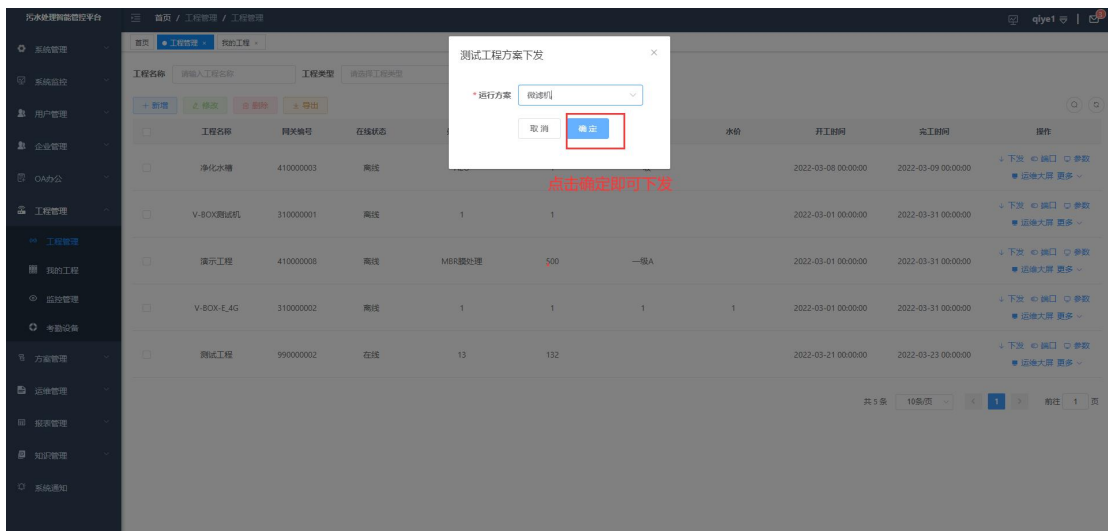 污水处理智能管控平台
首页 / 工程管理 / 工程管理
qiye1
系统管理
首页
工程管理 ×
我的工程 ×
测试工程方案下发 ×
系统监控
工程名称 请输入工程名称 工程类型 请选择工程类型
* 运行方案 微滤机
用户管理
+ 新增 修改 删除 导出
取消 确定
企业管理
工程名称 网关编号 在线状态 水价 开工时间 完工时间 操作
OA办公
净化水槽 410000003 离线 2022-03-08 00:00:00 2022-03-09 00:00:00 下发 端口 参数
运维大屏 更多
点击确定即可下发
工程管理
V-BOX测试机 310000001 离线 1 1 2022-03-01 00:00:00 2022-03-31 00:00:00 下发 端口 参数
运维大屏 更多
工程管理
我的工程
演示工程 410000008 离线 MBR膜处理 500 一级A 2022-03-01 00:00:00 2022-03-31 00:00:00 下发 端口 参数
运维大屏 更多
监控管理
V-BOX-E_4G 310000002 离线 1 1 1 1 2022-03-01 00:00:00 2022-03-31 00:00:00 下发 端口 参数
运维大屏 更多
考勤设备
方案管理
测试工程 990000002 在线 13 132 2022-03-21 00:00:00 2022-03-23 00:00:00 下发 端口 参数
运维大屏 更多
运维管理
共 5 条 10条/页 < 1 > 前往 1 页
报表管理
知识管理
系统通知